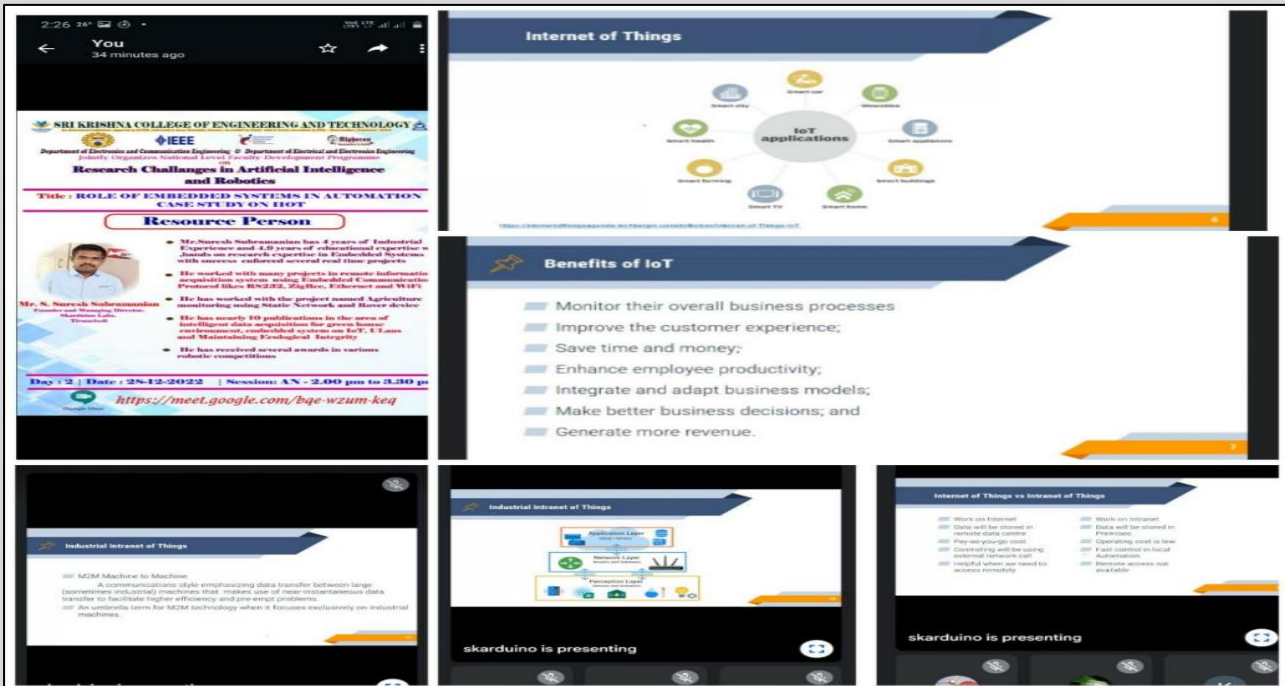 2:26 26°
You
34 minutes ago
SRI KRISHNA COLLEGE OF ENGINEERING AND TECHNOLOGY
IEEE
Department of Electronics and Communication Engineering & Department of Electrical and Electronics Engineering
Jointly Organizes National Level Faculty Development Programme
on
Research Challanges in Artificial Intelligence
and Robotics
Title : ROLE OF EMBEDDED SYSTEMS IN AUTOMATION
CASE STUDY ON IIOT
Resource Person
Mr.Suresh Subramanian has 4 years of Industrial
Experience and 4.9 years of educational expertise w
,hands on research expertise in Embedded Systems
with success enforced several real time projects
He worked with many projects in remote informatio
acquisition system using Embedded Communicatio
Protocol likes RS232, ZigBee, Ethernet and WiFi
He has worked with the project named Agriculture
monitoring using Static Network and Rover device
He has nearly 10 publications in the area of
intelligent data acquisition for green house
environment, embedded system on IoT, ULans
and Maintaining Ecological Integrity
He has received several awards in various
robotic competitions
Mr. S. Suresh Subramanian
Founder and Managing Director,
Skarduino Labs,
Day : 2 | Date : 28-12-2022 | Session: AN - 2.00 pm to 3.30 p
Google Meet
https://meet.google.com/bqe-wzum-keq
Internet of Things
Smart car
Smart city
Wearables
IoT
applications
Smart health
Smart appliances
Smart farming
Smart buildings
Smart TV
Smart home
6
Benefits of IoT
Monitor their overall business processes
Improve the customer experience;
Save time and money;
Enhance employee productivity;
Integrate and adapt business models;
Make better business decisions; and
Generate more revenue.
7
Industrial Intranet of Things
M2M Machine to Machine
A communications style emphasizing data transfer between large
(sometimes industrial) machines that makes use of near-instantaneous data
transfer to facilitate higher efficiency and pre-empt problems.
An umbrella term for M2M technology when it focuses exclusively on industrial
machines.
Industrial Intranet of Things
Application Layer
Network Layer
Perception Layer
skarduino is presenting
Internet of Things vs Intranet of Things
Work on Internet
Data will be stored in
remote data centre
Pay-as-you-go cost
Controlling will be using
external network call
Helpful when we need to
access remotely
Work on Intranet
Data will be stored in
Premises
Operating cost is low
Fast control in local
Automation
Remote access not
available
skarduino is presenting
K